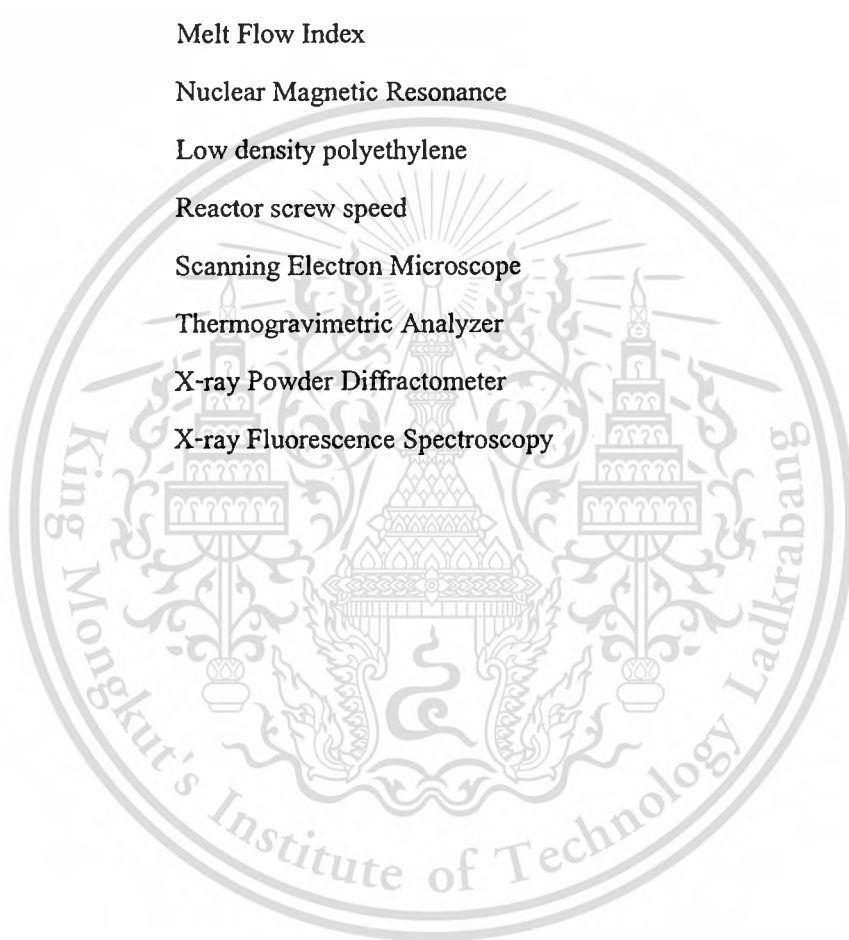 Melt Flow Index
Nuclear Magnetic Resonance
Low density polyethylene
Reactor screw speed
Scanning Electron Microscope
Thermogravimetric Analyzer
X-ray Powder Diffractometer
X-ray Fluorescence Spectroscopy
King Mongkut's Institute of Technology Ladkrabang